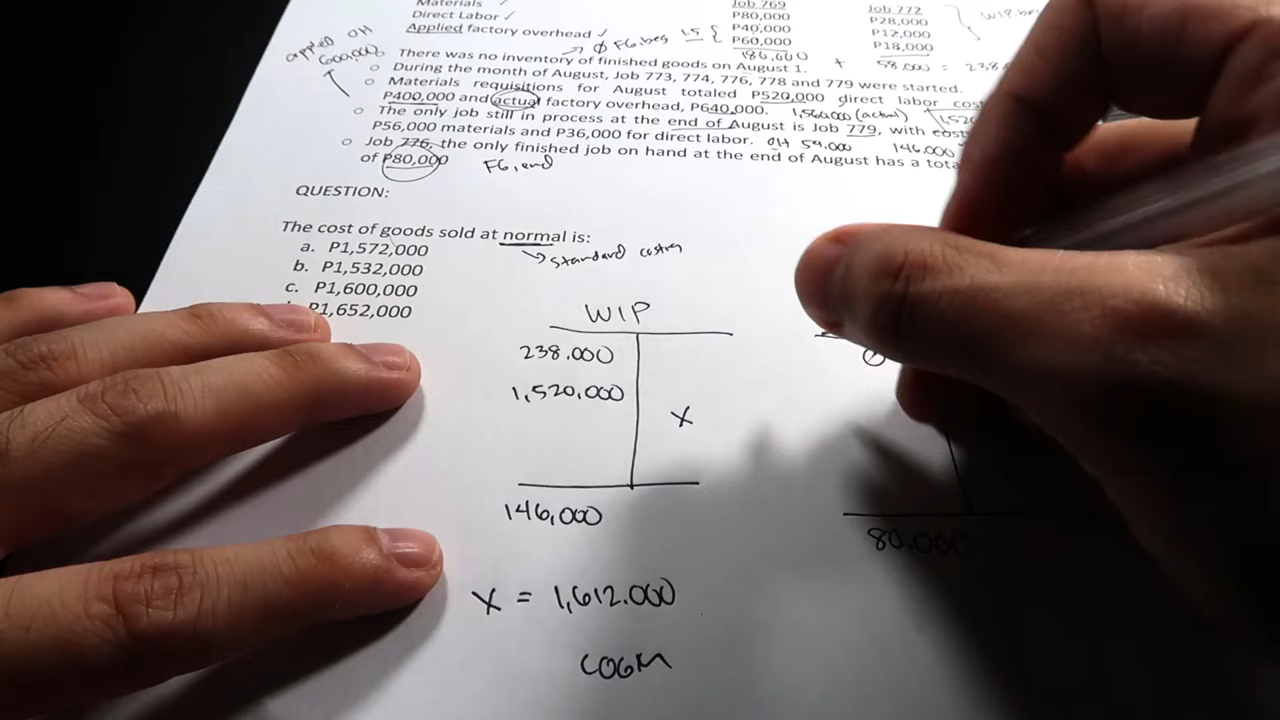 Materials Job 769 Job 772
Direct Labor ✓ P80,000 P28,000
Applied factory overhead ✓ 1.5 { P40,000 P12,000
P60,000 P18,000
applied OH 600,000
Ø FG, beg
180,000 + 58.000 = 238
There was no inventory of finished goods on August 1.
During the month of August, Job 773, 774, 776, 778 and 779 were started.
Materials requisitions for August totaled P520,000 direct labor
P400,000 and actual factory overhead, P640,000. 1,560,000 (actual)
The only job still in process at the end of August is Job 779, with
P56,000 materials and P36,000 for direct labor. OH 54.000 146.000
Job 776, the only finished job on hand at the end of August has a
of P80,000 FG, end
QUESTION:
The cost of goods sold at normal is:
a. P1,572,000 standard costing
b. P1,532,000
c. P1,600,000
P1,652,000
WIP
238.000
1,520,000
X
146,000
80.000
X = 1,612.000
COGM